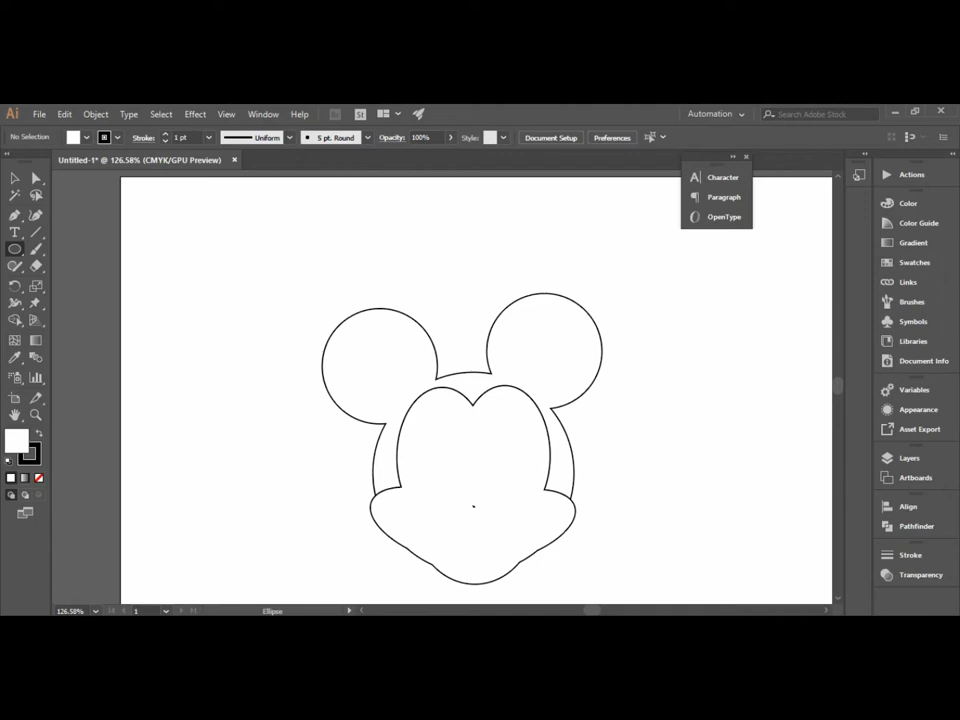 Ai File Edit Object Type Select Effect View Window Help Br St Automation Search Adobe Stock
No Selection Stroke: 1 pt Uniform 5 pt. Round Opacity: 100% Style: Document Setup Preferences
Untitled-1* @ 126.58% (CMYK/GPU Preview)
Character
Paragraph
OpenType
Actions
Color
Color Guide
Gradient
Swatches
Links
Brushes
Symbols
Libraries
Document Info
Variables
Appearance
Asset Export
Layers
Artboards
Align
Pathfinder
Stroke
Transparency
126.58% 1 Ellipse